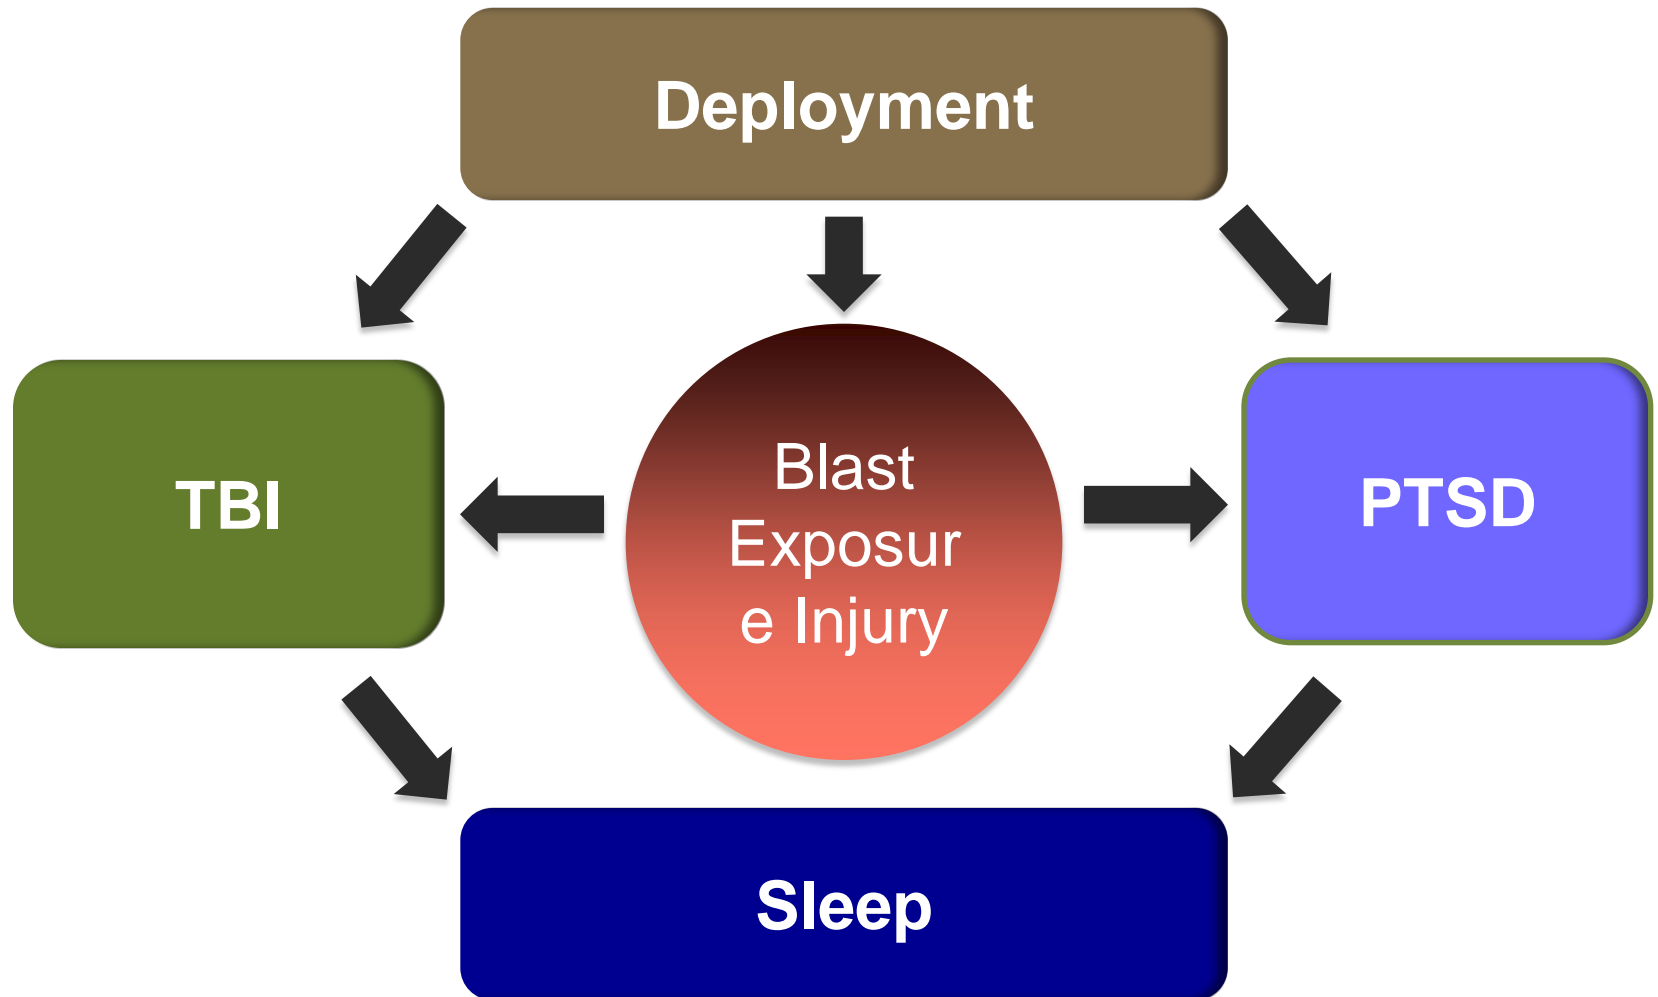 Deployment
TBI
Blast
Exposur
e Injury
PTSD
Sleep